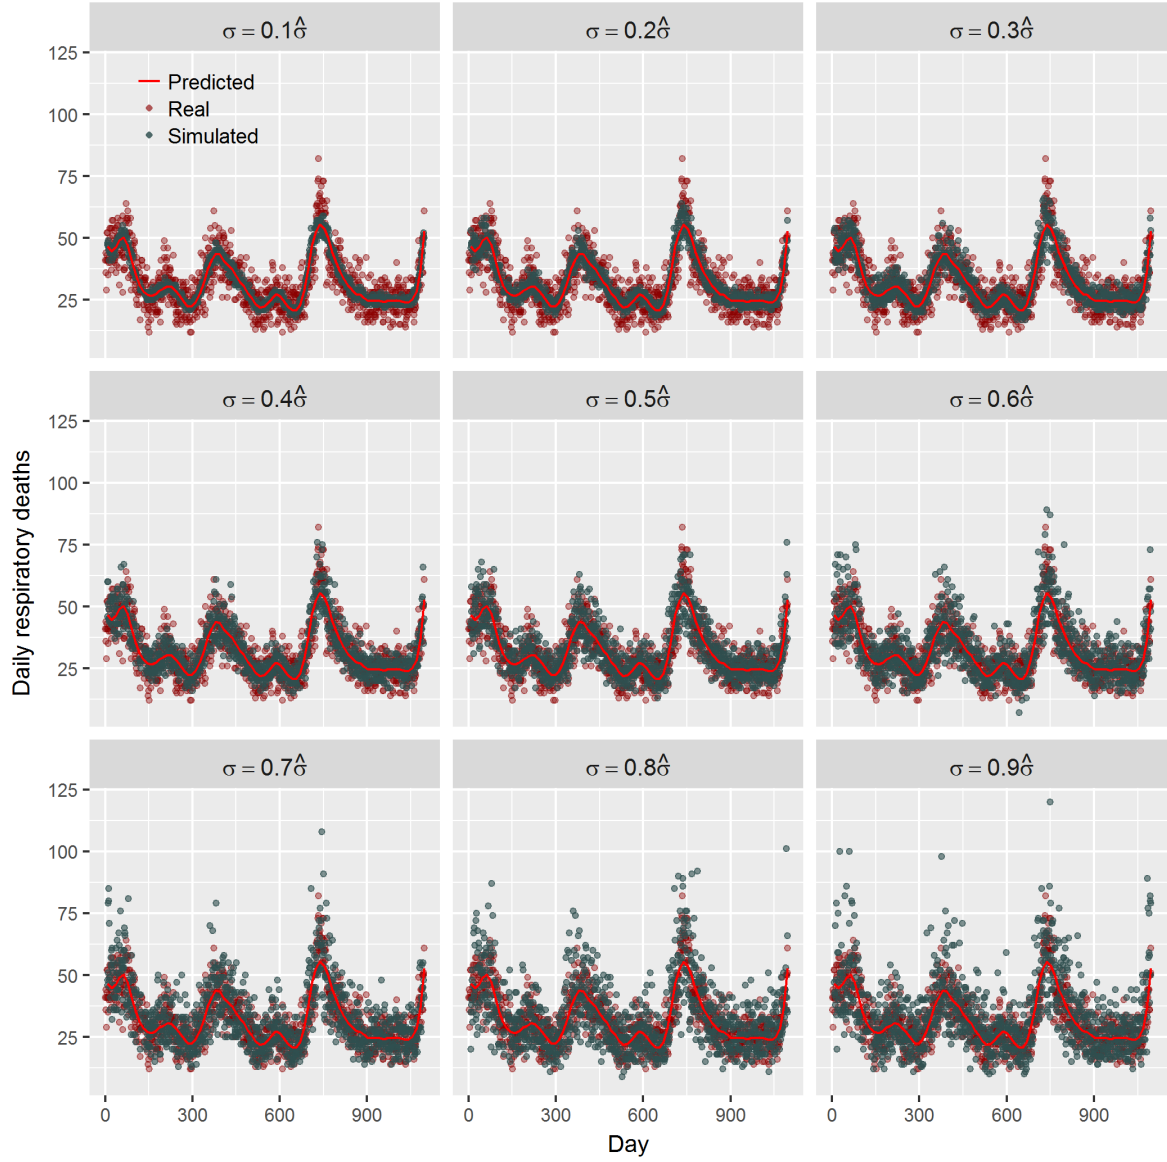 σ = 0.1σ̂
σ = 0.2σ̂
σ = 0.3σ̂
125
100
75
50
25
Predicted
Real
Simulated
σ = 0.4σ̂
σ = 0.5σ̂
σ = 0.6σ̂
125
100
75
50
25
Daily respiratory deaths
σ = 0.7σ̂
σ = 0.8σ̂
σ = 0.9σ̂
125
100
75
50
25
0 300 600 900
0 300 600 900
0 300 600 900
Day